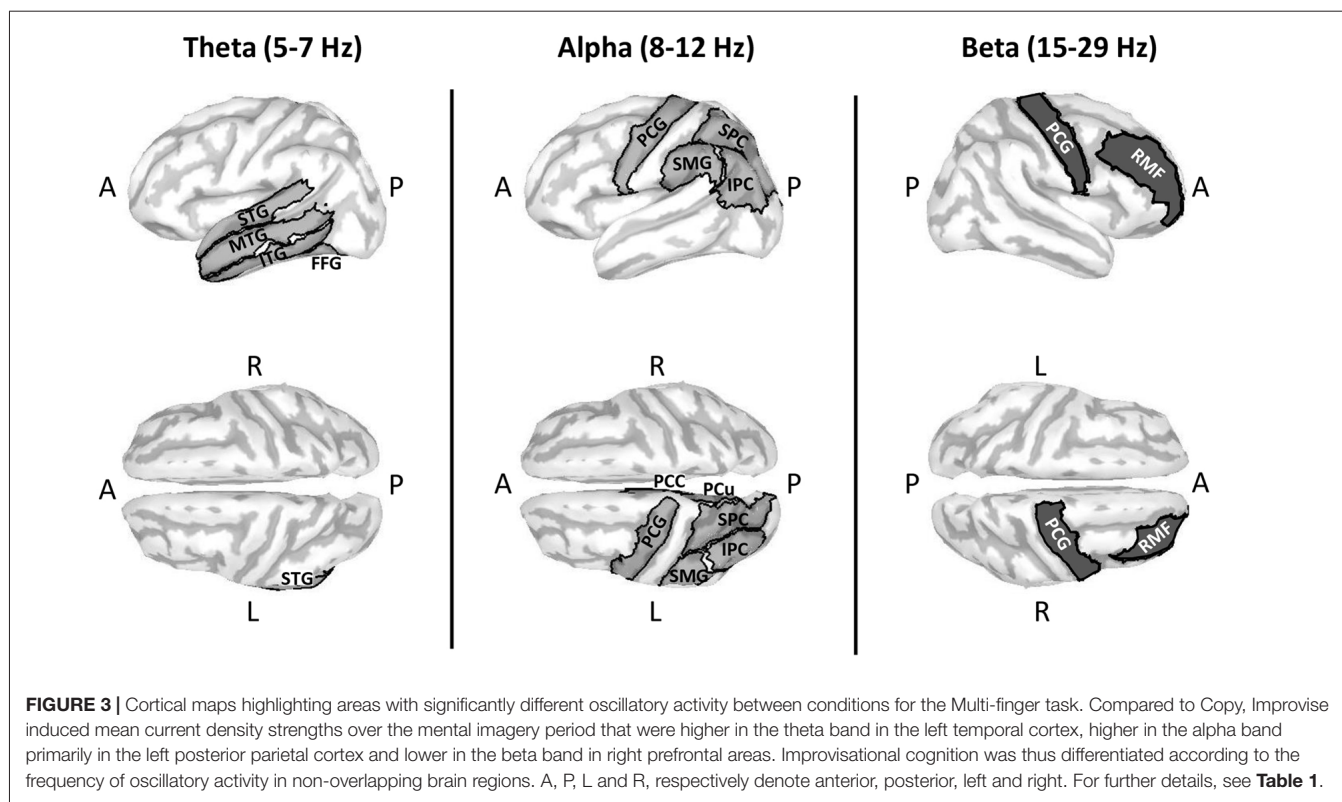 Theta (5-7 Hz)
Alpha (8-12 Hz)
Beta (15-29 Hz)
A
P
STG
MTG
ITG
FFG
R
A
P
STG
L
A
P
PCG
SPC
SMG
IPC
R
A
P
PCC
PCu
PCG
SPC
IPC
SMG
L
P
A
PCG
RMF
L
P
A
PCG
RMF
R
FIGURE 3 | Cortical maps highlighting areas with significantly different oscillatory activity between conditions for the Multi-finger task. Compared to Copy, Improvise
induced mean current density strengths over the mental imagery period that were higher in the theta band in the left temporal cortex, higher in the alpha band
primarily in the left posterior parietal cortex and lower in the beta band in right prefrontal areas. Improvisational cognition was thus differentiated according to the
frequency of oscillatory activity in non-overlapping brain regions. A, P, L and R, respectively denote anterior, posterior, left and right. For further details, see Table 1.